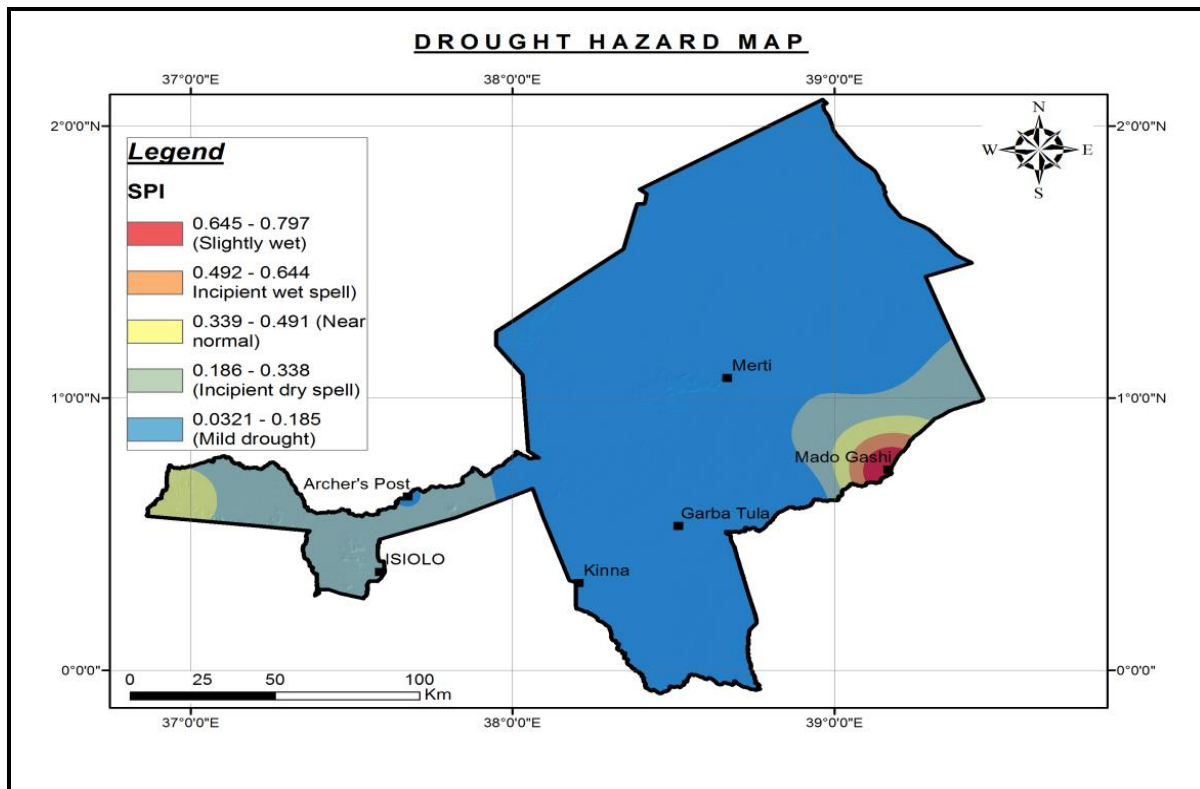 DROUGHT HAZARD MAP
37°0'0"E
38°0'0"E
39°0'0"E
2°0'0"N
2°0'0"N
N
W
E
S
Legend
SPI
0.645 - 0.797
(Slightly wet)
0.492 - 0.644
Incipient wet spell)
0.339 - 0.491 (Near
normal)
0.186 - 0.338
(Incipient dry spell)
0.0321 - 0.185
(Mild drought)
Merti
1°0'0"N
1°0'0"N
Mado Gashi
Archer's Post
Garba Tula
ISIOLO
Kinna
0°0'0"
0°0'0"
0
25
50
100
Km
37°0'0"E
38°0'0"E
39°0'0"E